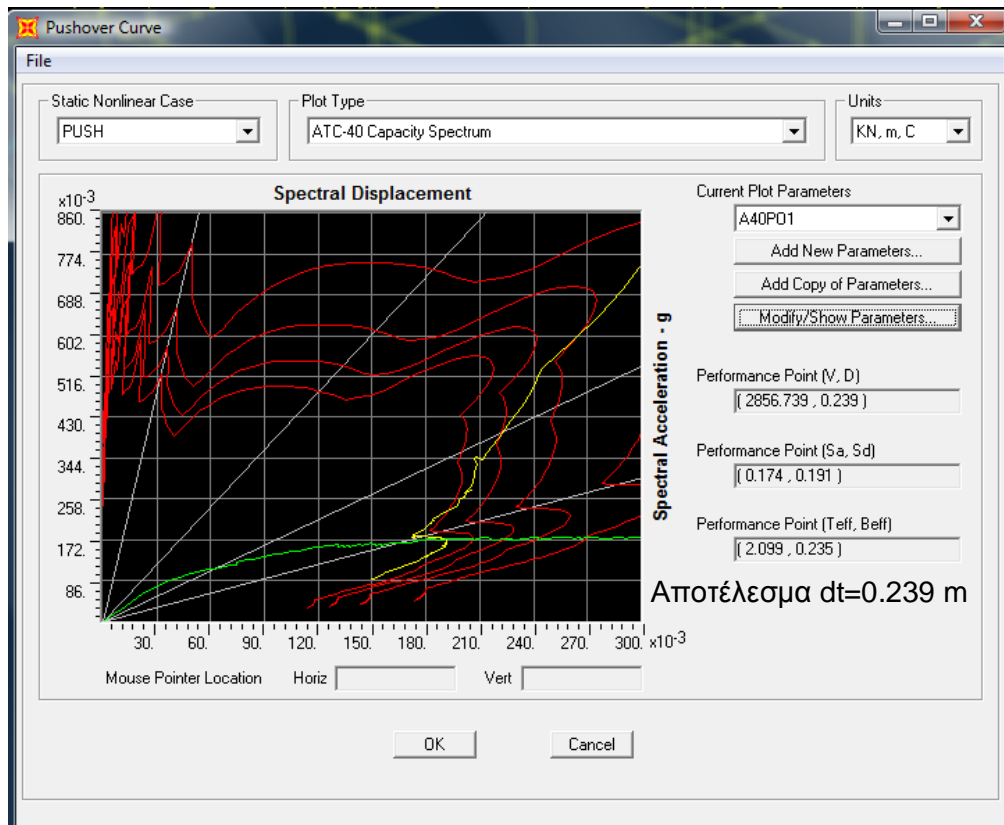 Pushover Curve
File
Static Nonlinear Case
PUSH
Plot Type
ATC-40 Capacity Spectrum
Units
KN, m, C
Spectral Displacement
x10-3
860.
774.
688.
602.
516.
430.
344.
258.
172.
86.
30. 60. 90. 120. 150. 180. 210. 240. 270. 300. x10-3
Spectral Acceleration - g
Mouse Pointer Location Horiz Vert
Current Plot Parameters
A40PO1
Add New Parameters...
Add Copy of Parameters...
Modify/Show Parameters...
Performance Point (V, D)
( 2856.739 , 0.239 )
Performance Point (Sa, Sd)
( 0.174 , 0.191 )
Performance Point (Teff, Beff)
( 2.099 , 0.235 )
Αποτέλεσμα dt=0.239 m
OK Cancel